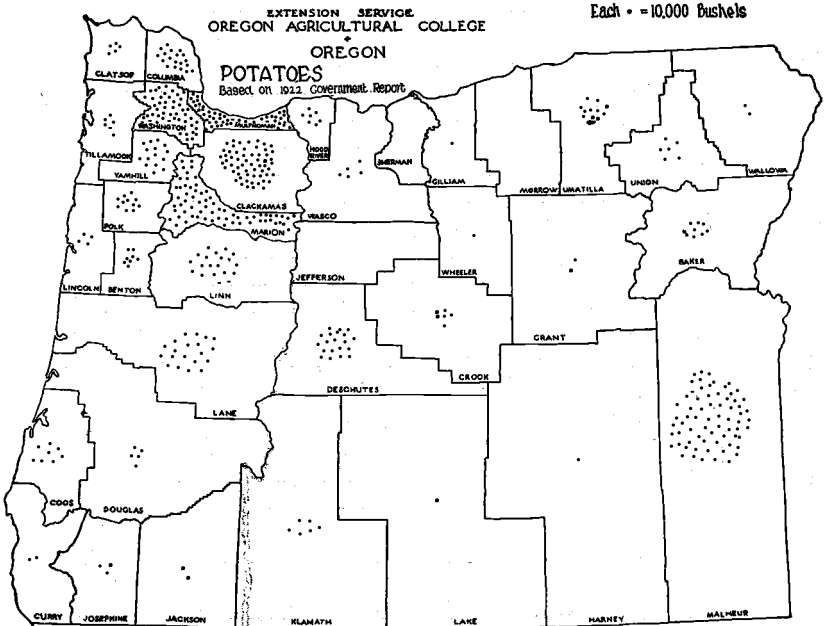 EXTENSION SERVICE
OREGON AGRICULTURAL COLLEGE
OREGON
Each • = 10,000 Bushels
POTATOES
Based on 1922 Government Report
CLATSOP
COLUMBIA
WASHINGTON
MULTNOMAH
TILLAMOOK
YAMHILL
HOOD RIVER
SHERMAN
GILLIAM
MORROW
UMATILLA
UNION
WALLOWA
CLACKAMAS
WASCO
POLK
MARION
LINCOLN
BENTON
LINN
JEFFERSON
WHEELER
BAKER
GRANT
CROOK
DESCHUTES
LANE
COOS
DOUGLAS
CURRY
JOSEPHINE
JACKSON
KLAMATH
LAKE
HARNEY
MALHEUR